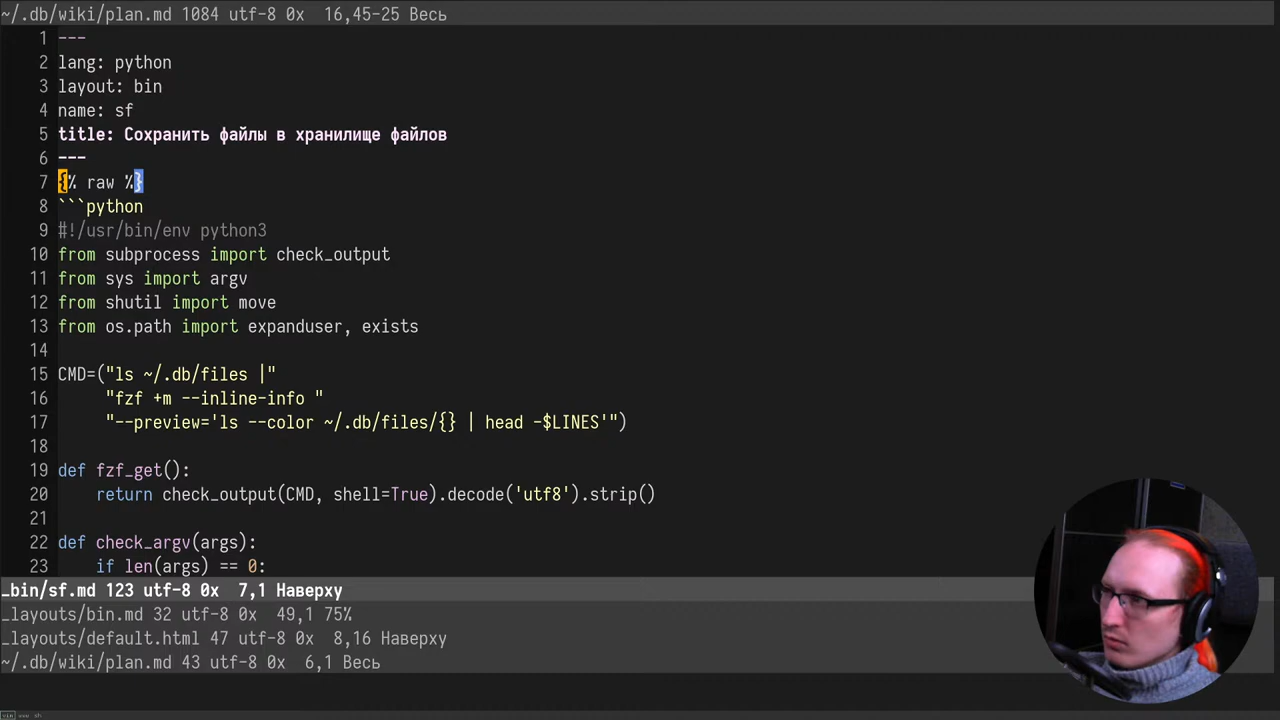 ~/.db/wiki/plan.md 1084 utf-8 0x  16,45-25 Весь
1 ---
2 lang: python
3 layout: bin
4 name: sf
5 title: Сохранить файлы в хранилище файлов
6 ---
7 {% raw %}
8 ```python
9 #!/usr/bin/env python3
10 from subprocess import check_output
11 from sys import argv
12 from shutil import move
13 from os.path import expanduser, exists
14
15 CMD=("ls ~/.db/files |"
16      "fzf +m --inline-info "
17      "--preview='ls --color ~/.db/files/{} | head -$LINES'")
18
19 def fzf_get():
20     return check_output(CMD, shell=True).decode('utf8').strip()
21
22 def check_argv(args):
23     if len(args) == 0:
_bin/sf.md 123 utf-8 0x  7,1 Наверху
_layouts/bin.md 32 utf-8 0x  49,1 75%
_layouts/default.html 47 utf-8 0x  8,16 Наверху
~/.db/wiki/plan.md 43 utf-8 0x  6,1 Весь